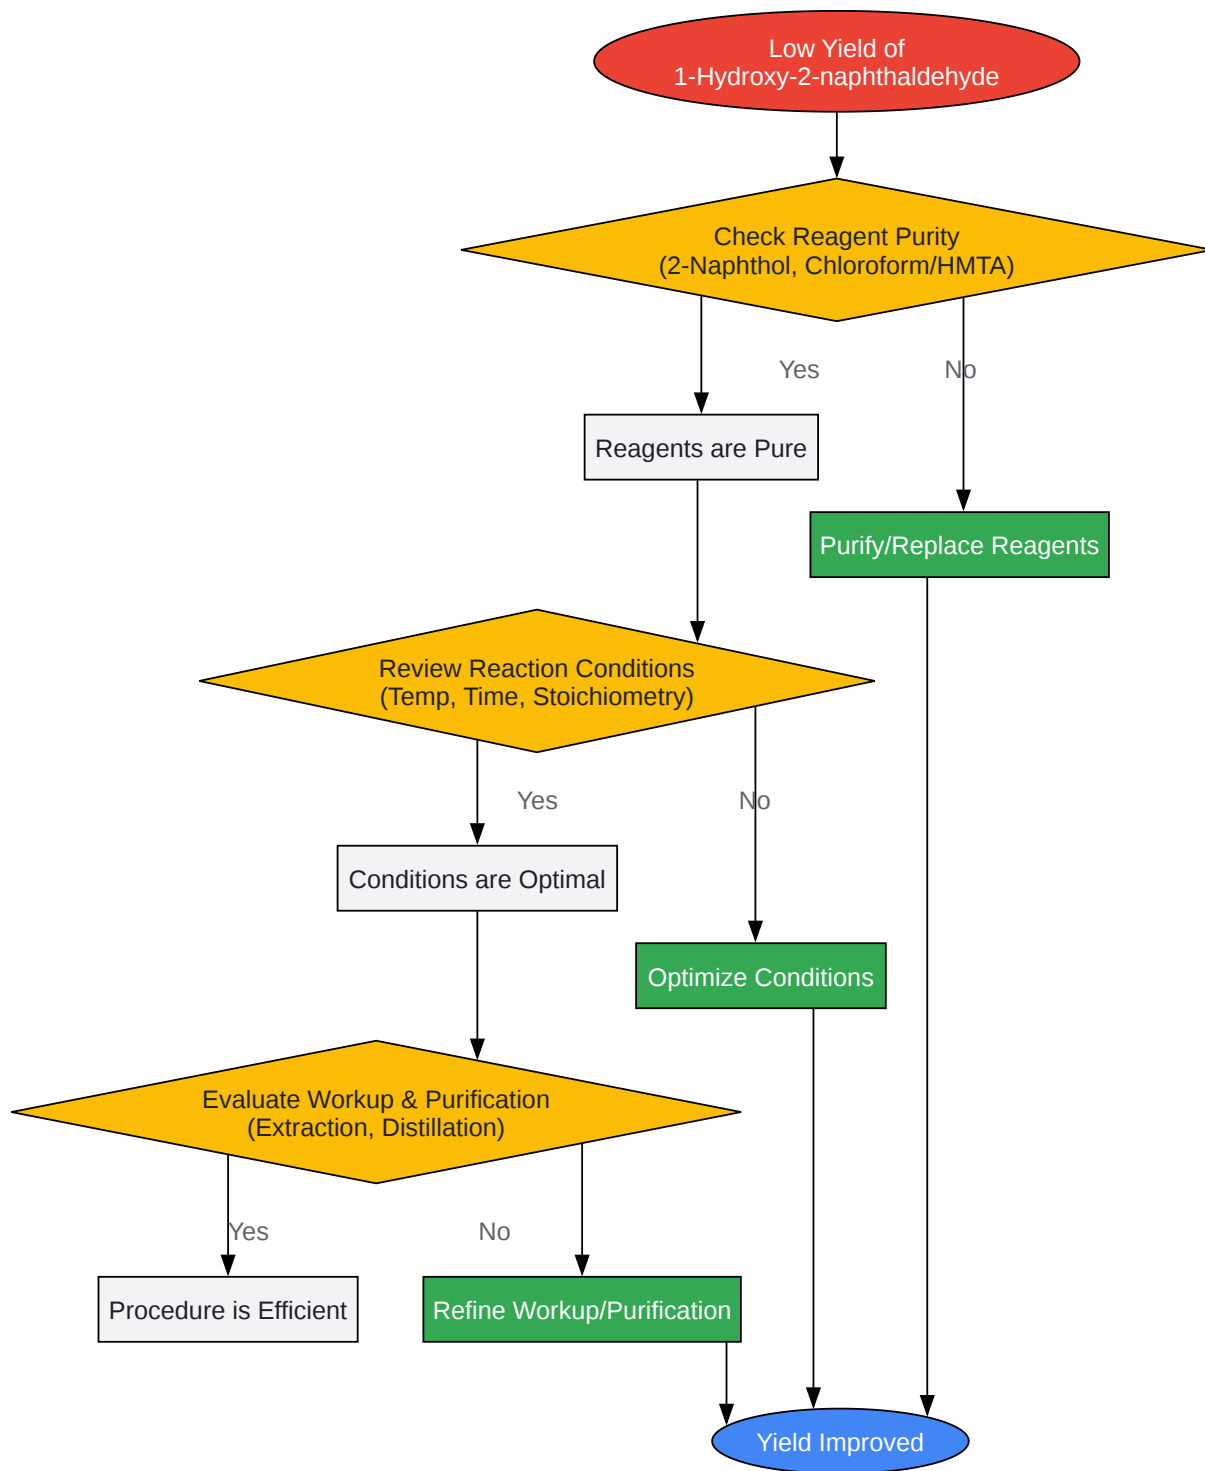 Low Yield of
1-Hydroxy-2-naphthaldehyde
Check Reagent Purity
(2-Naphthol, Chloroform/HMTA)
Yes
No
Reagents are Pure
Purify/Replace Reagents
Review Reaction Conditions
(Temp, Time, Stoichiometry)
Yes
No
Conditions are Optimal
Optimize Conditions
Evaluate Workup & Purification
(Extraction, Distillation)
Yes
No
Procedure is Efficient
Refine Workup/Purification
Yield Improved